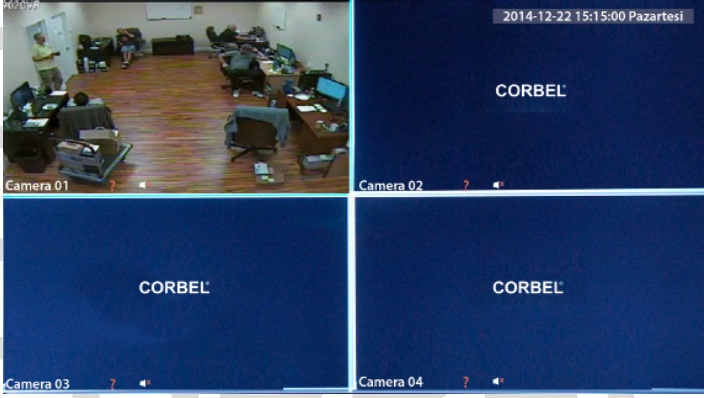 2014-12-22 15:15:00 Pazartesi
CORBEL
Camera 01
?
Camera 02
?
CORBEL
CORBEL
Camera 03
?
Camera 04
?